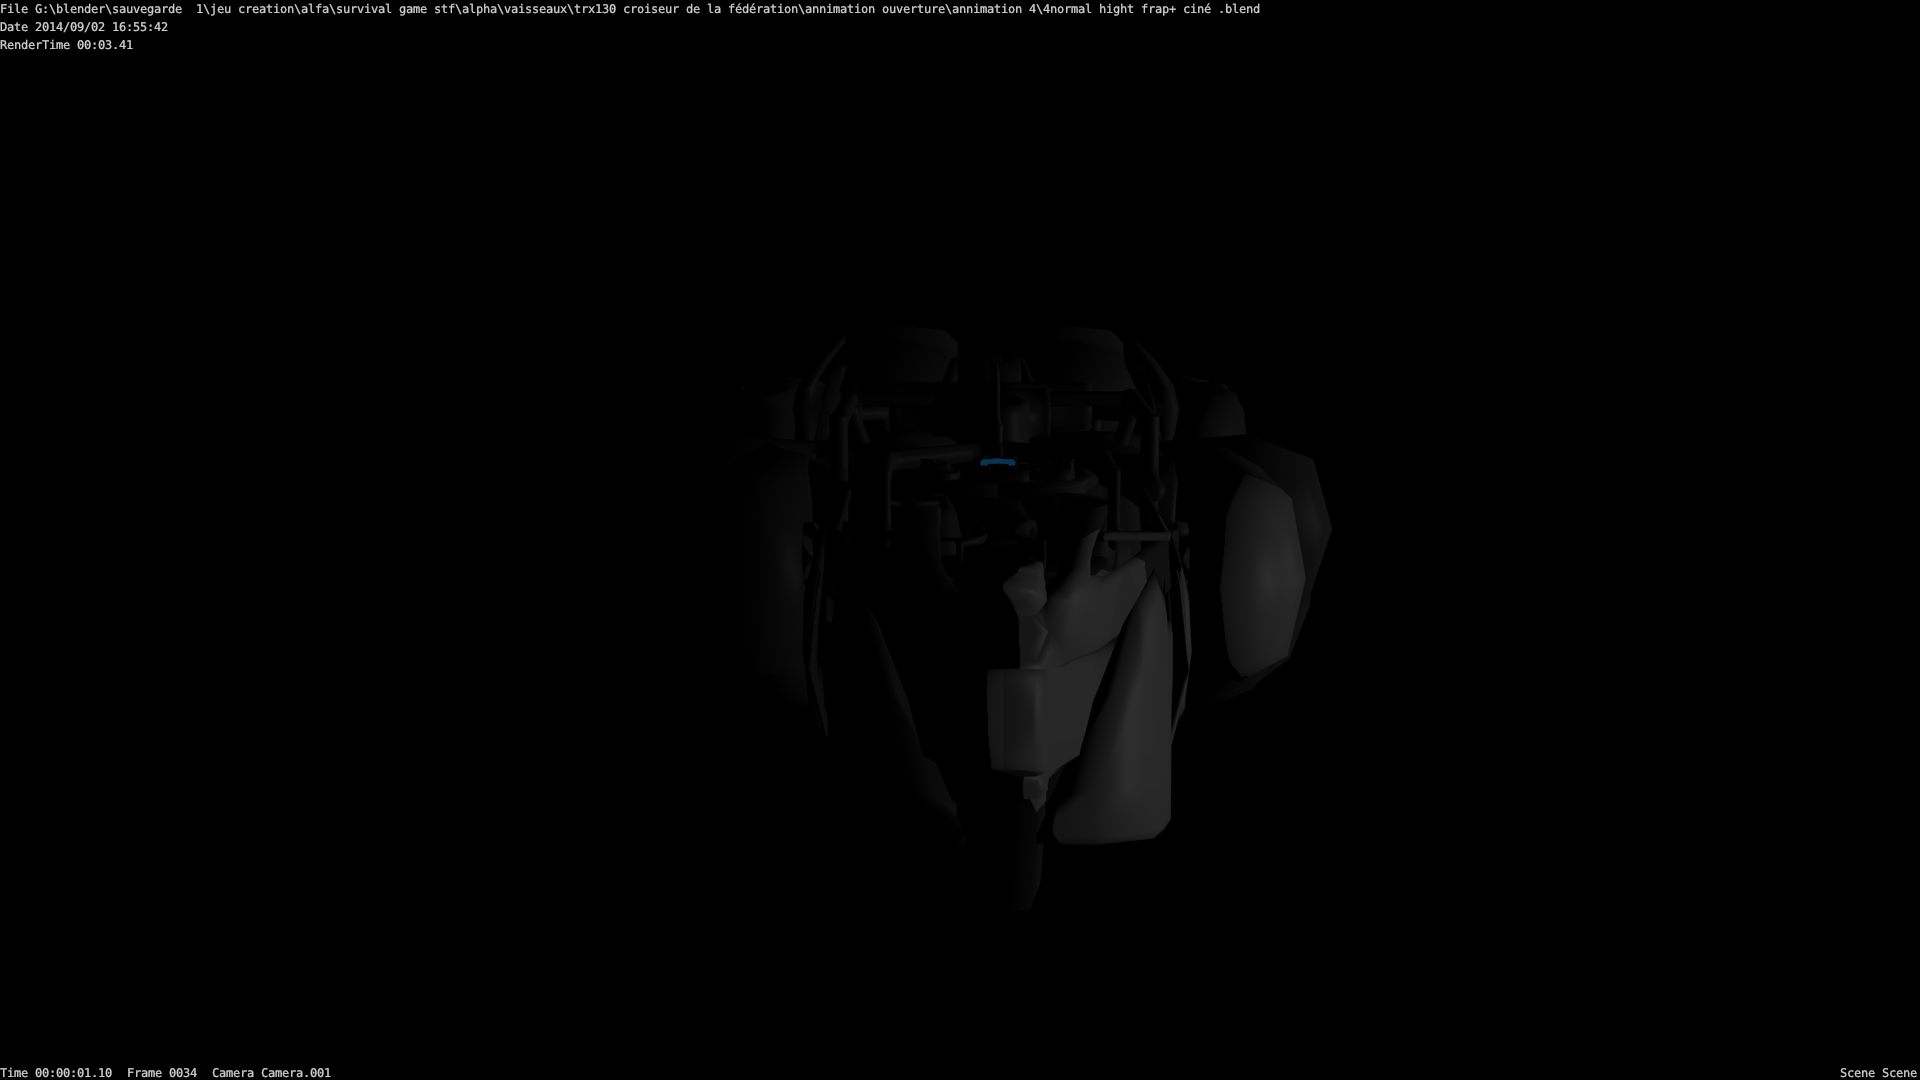 File G:\blender\sauvegarde  1\jeu creation\alfa\survival game stf\alpha\vaisseaux\trx130 croiseur de la fédération\annimation ouverture\annimation 4\4normal hight frap+ ciné .blend
Date 2014/09/02 16:55:42
RenderTime 00:03.41
Time 00:00:01.10  Frame 0034  Camera Camera.001
Scene Scene